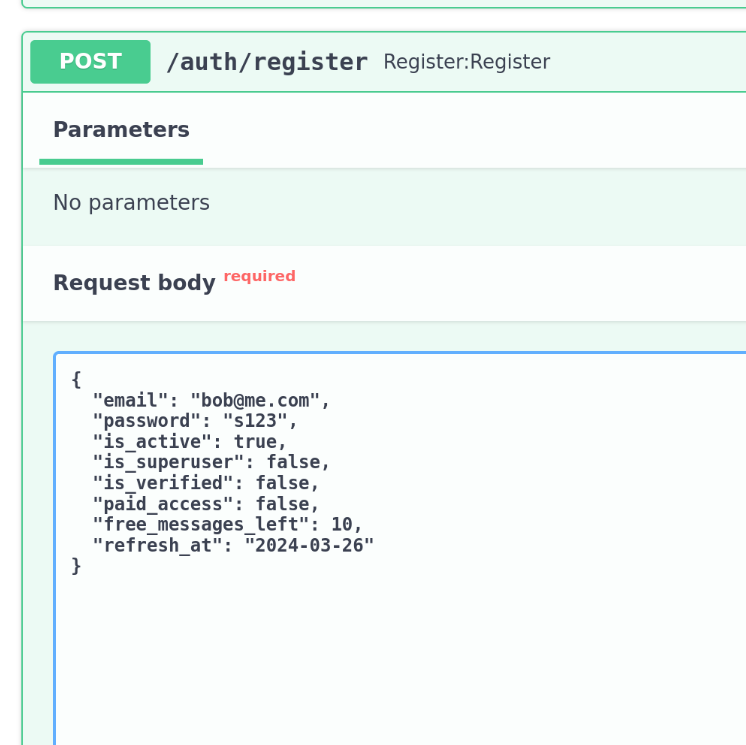 POST /auth/register Register:Register
Parameters
No parameters
Request body required
{
  "email": "bob@me.com",
  "password": "s123",
  "is_active": true,
  "is_superuser": false,
  "is_verified": false,
  "paid_access": false,
  "free_messages_left": 10,
  "refresh_at": "2024-03-26"
}